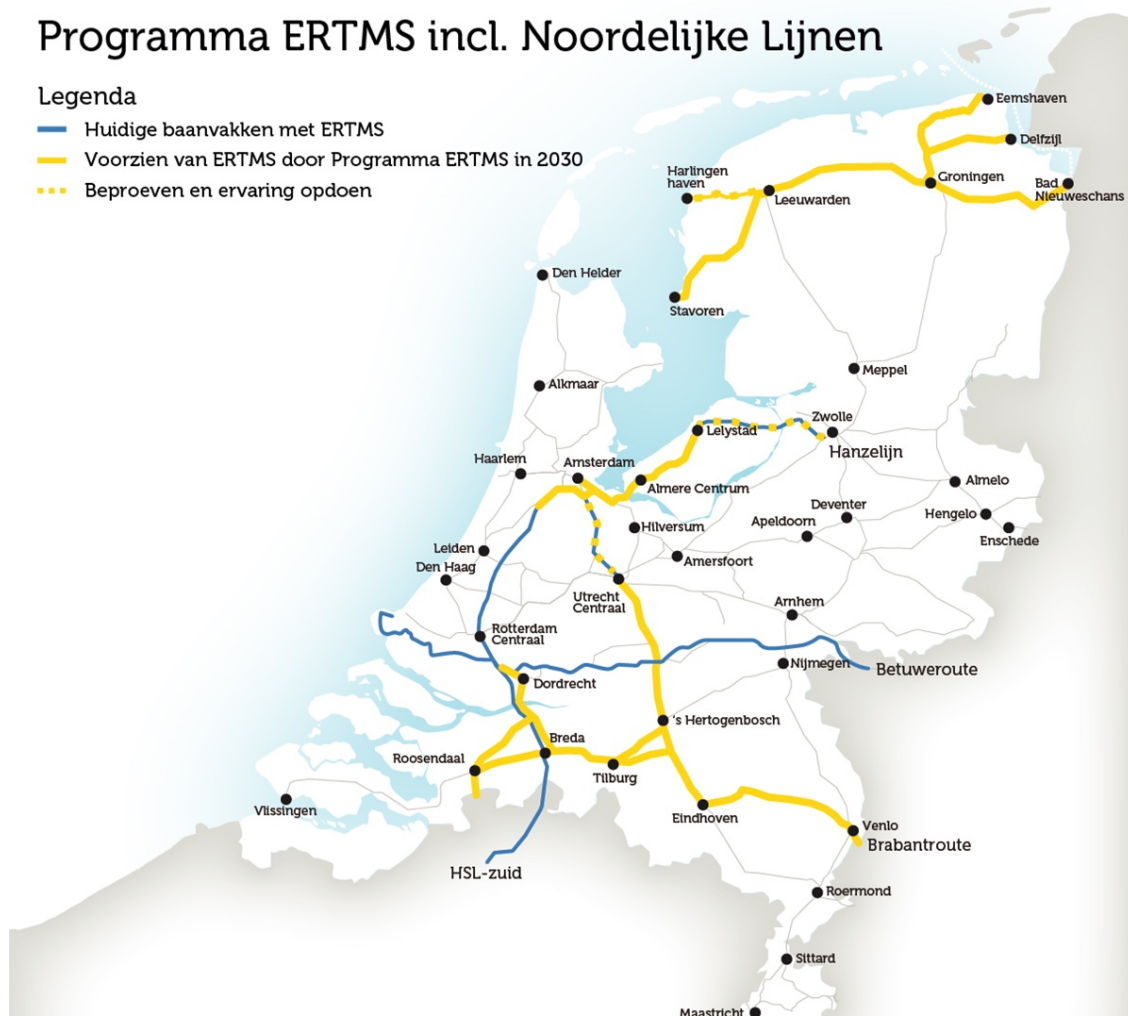 Programma ERTMS incl. Noordelijke Lijnen
Legenda
Huidige baanvakken met ERTMS
Voorzien van ERTMS door Programma ERTMS in 2030
Beproeven en ervaring opdoen
Eemshaven
Delfzijl
Harlingen
haven
Leeuwarden
Groningen
Bad
Nieuweschans
Den Helder
Stavoren
Alkmaar
Meppel
Zwolle
Lelystad
Hanzelijn
Haarlem
Amsterdam
Almere Centrum
Almelo
Deventer
Hengelo
Apeldoorn
Hilversum
Enschede
Leiden
Amersfoort
Den Haag
Utrecht
Centraal
Arnhem
Rotterdam
Centraal
Nijmegen
Betuweroute
Dordrecht
's Hertogenbosch
Breda
Roosendaal
Tilburg
Vlissingen
Eindhoven
Venlo
Brabantroute
HSL-zuid
Roermond
Sittard
Maastricht